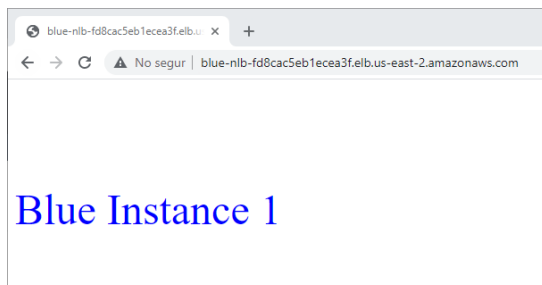 blue-nlb-fd8cac5eb1ecea3f.elb.u
No segur | blue-nlb-fd8cac5eb1ecea3f.elb.us-east-2.amazonaws.com
Blue Instance 1